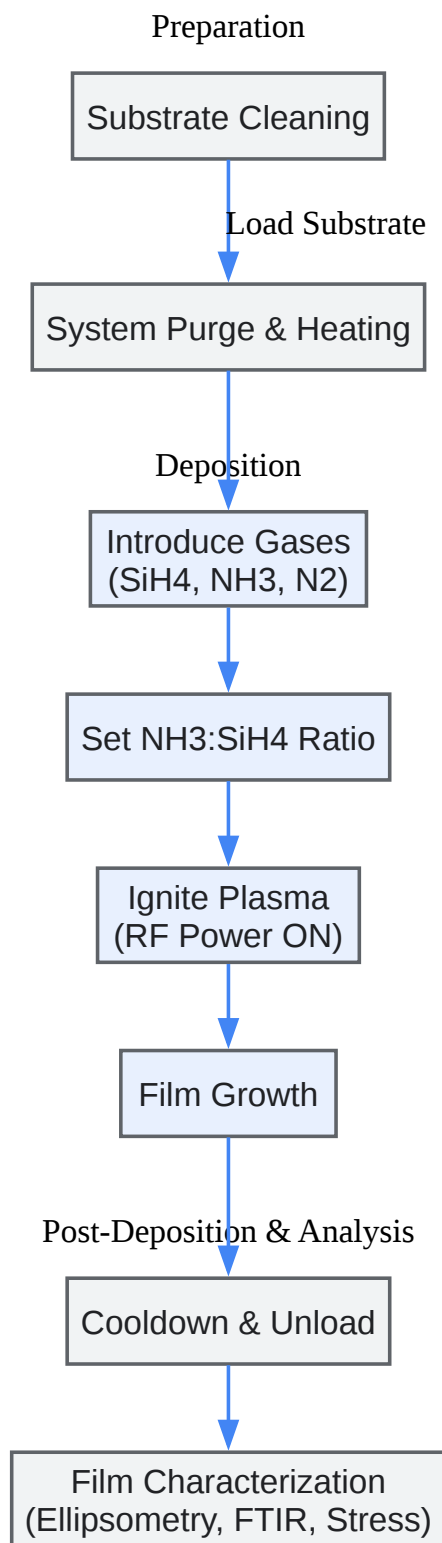 Preparation
Substrate Cleaning
Load Substrate
System Purge & Heating
Deposition
Introduce Gases
(SiH4, NH3, N2)
Set NH3:SiH4 Ratio
Ignite Plasma
(RF Power ON)
Film Growth
Post-Deposition & Analysis
Cooldown & Unload
Film Characterization
(Ellipsometry, FTIR, Stress)